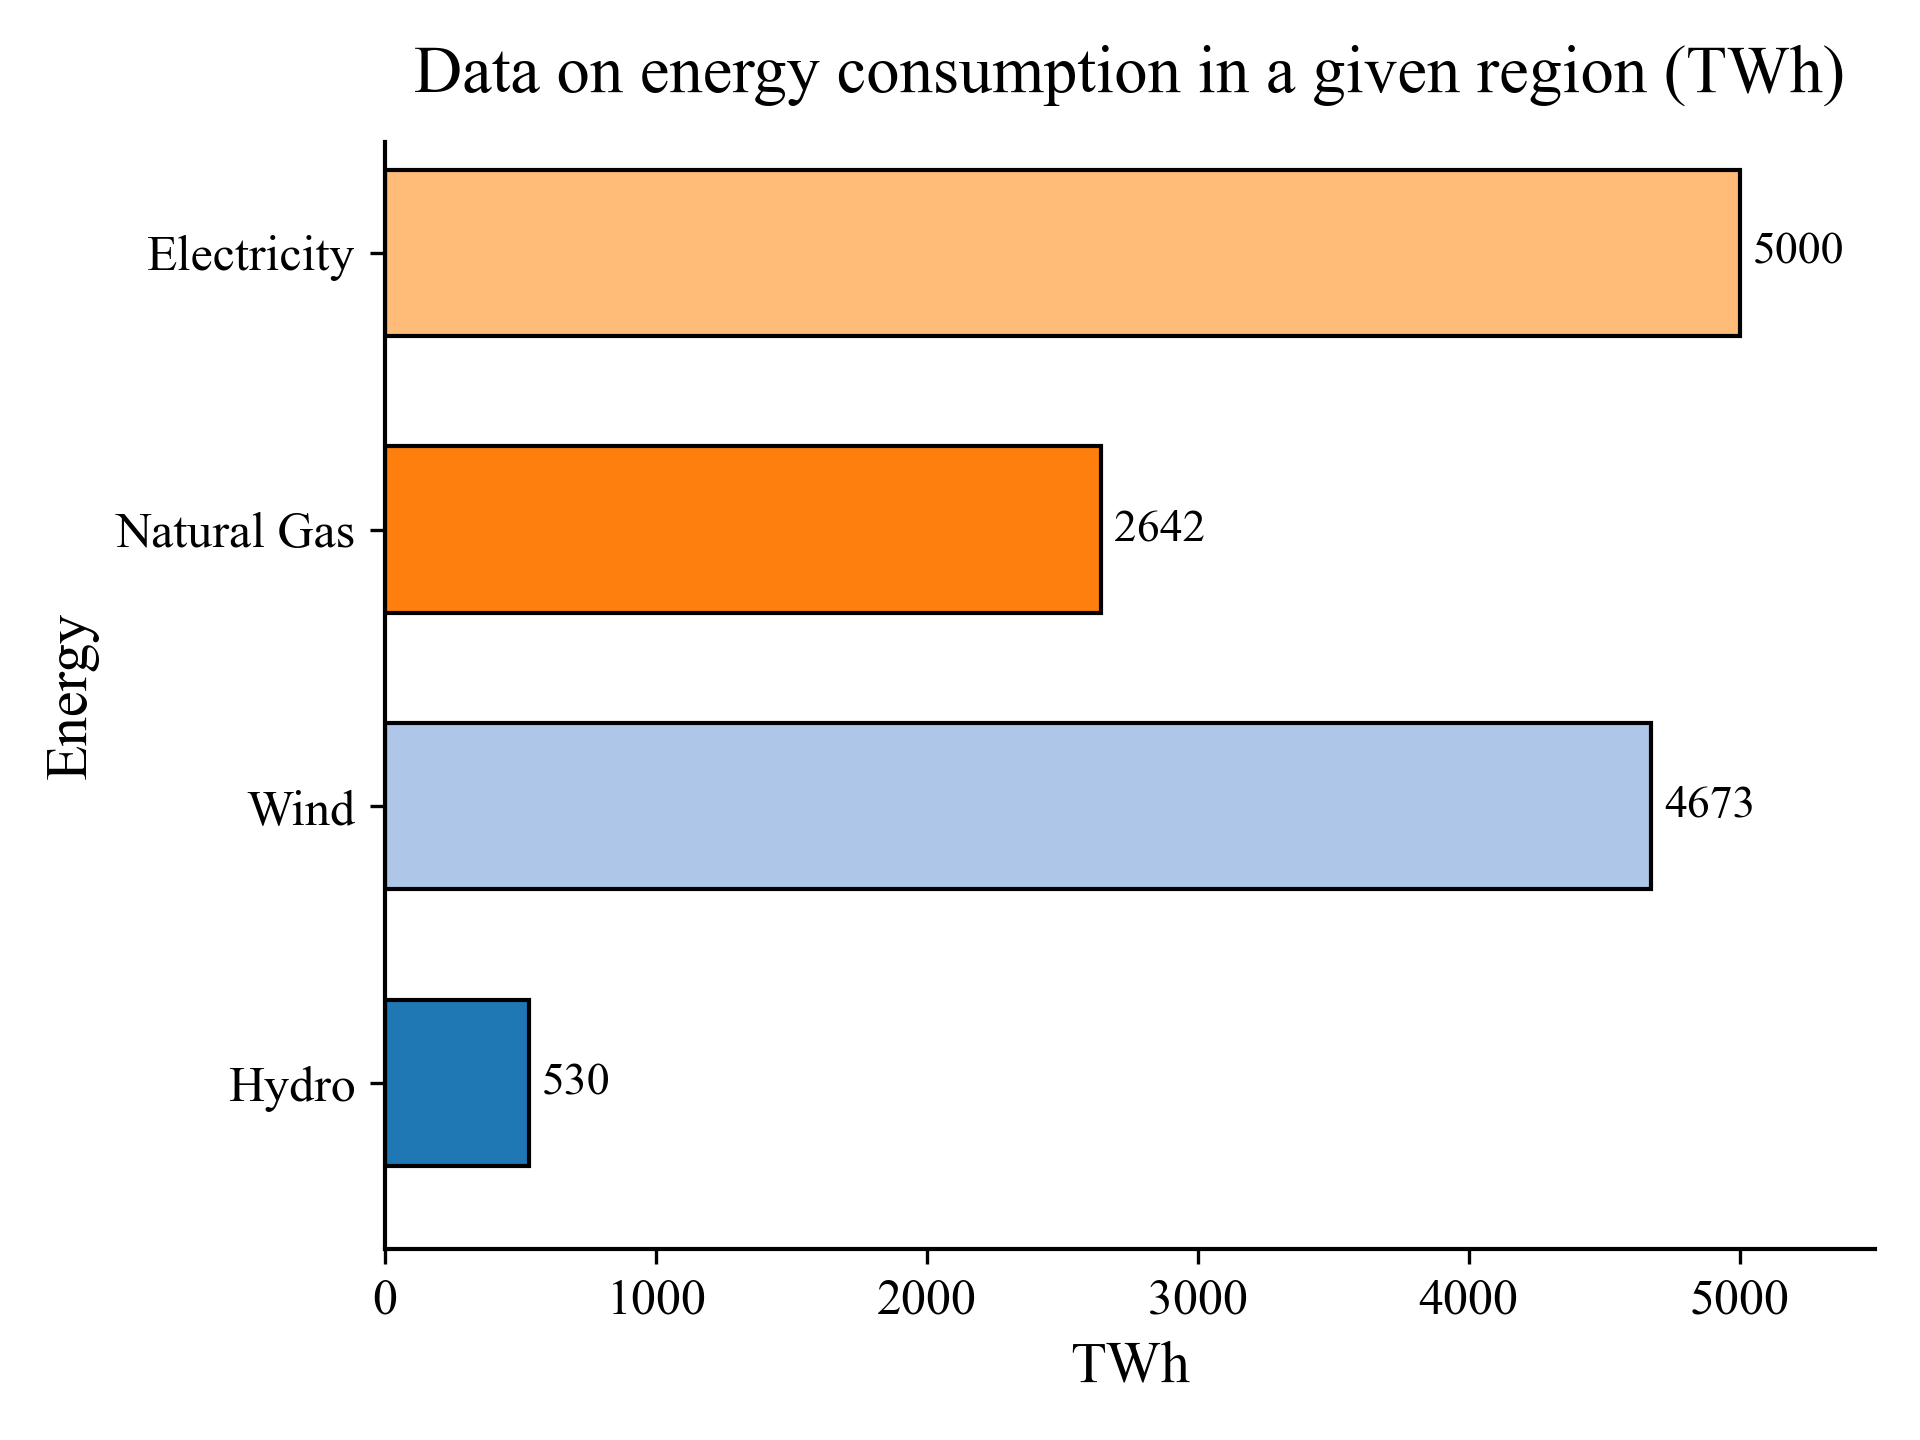 Data on energy consumption in a given region (TWh)
Electricity
5000
Natural Gas
2642
Energy
Wind
4673
Hydro
530
0 1000 2000 3000 4000 5000
TWh